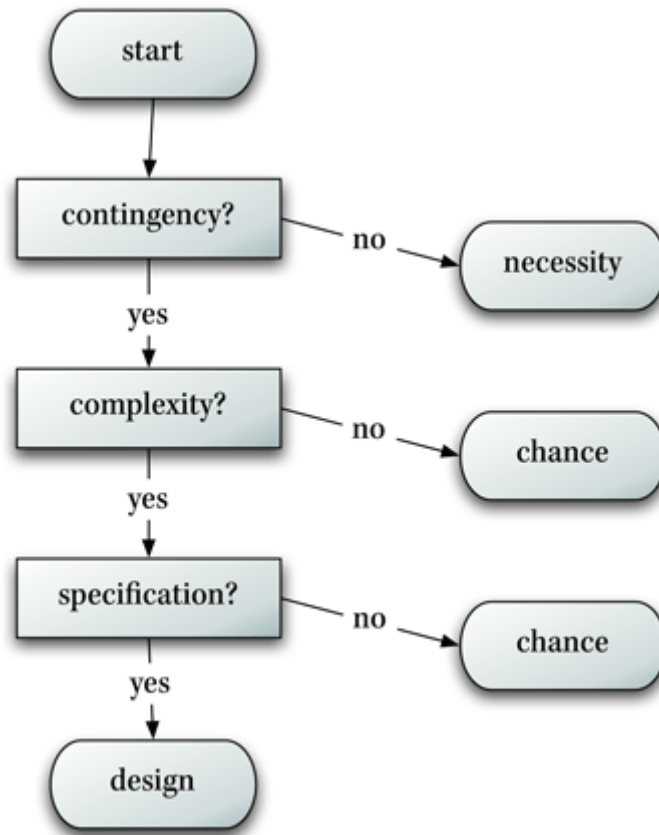 start
contingency?
no
necessity
yes
complexity?
no
chance
yes
specification?
no
chance
yes
design